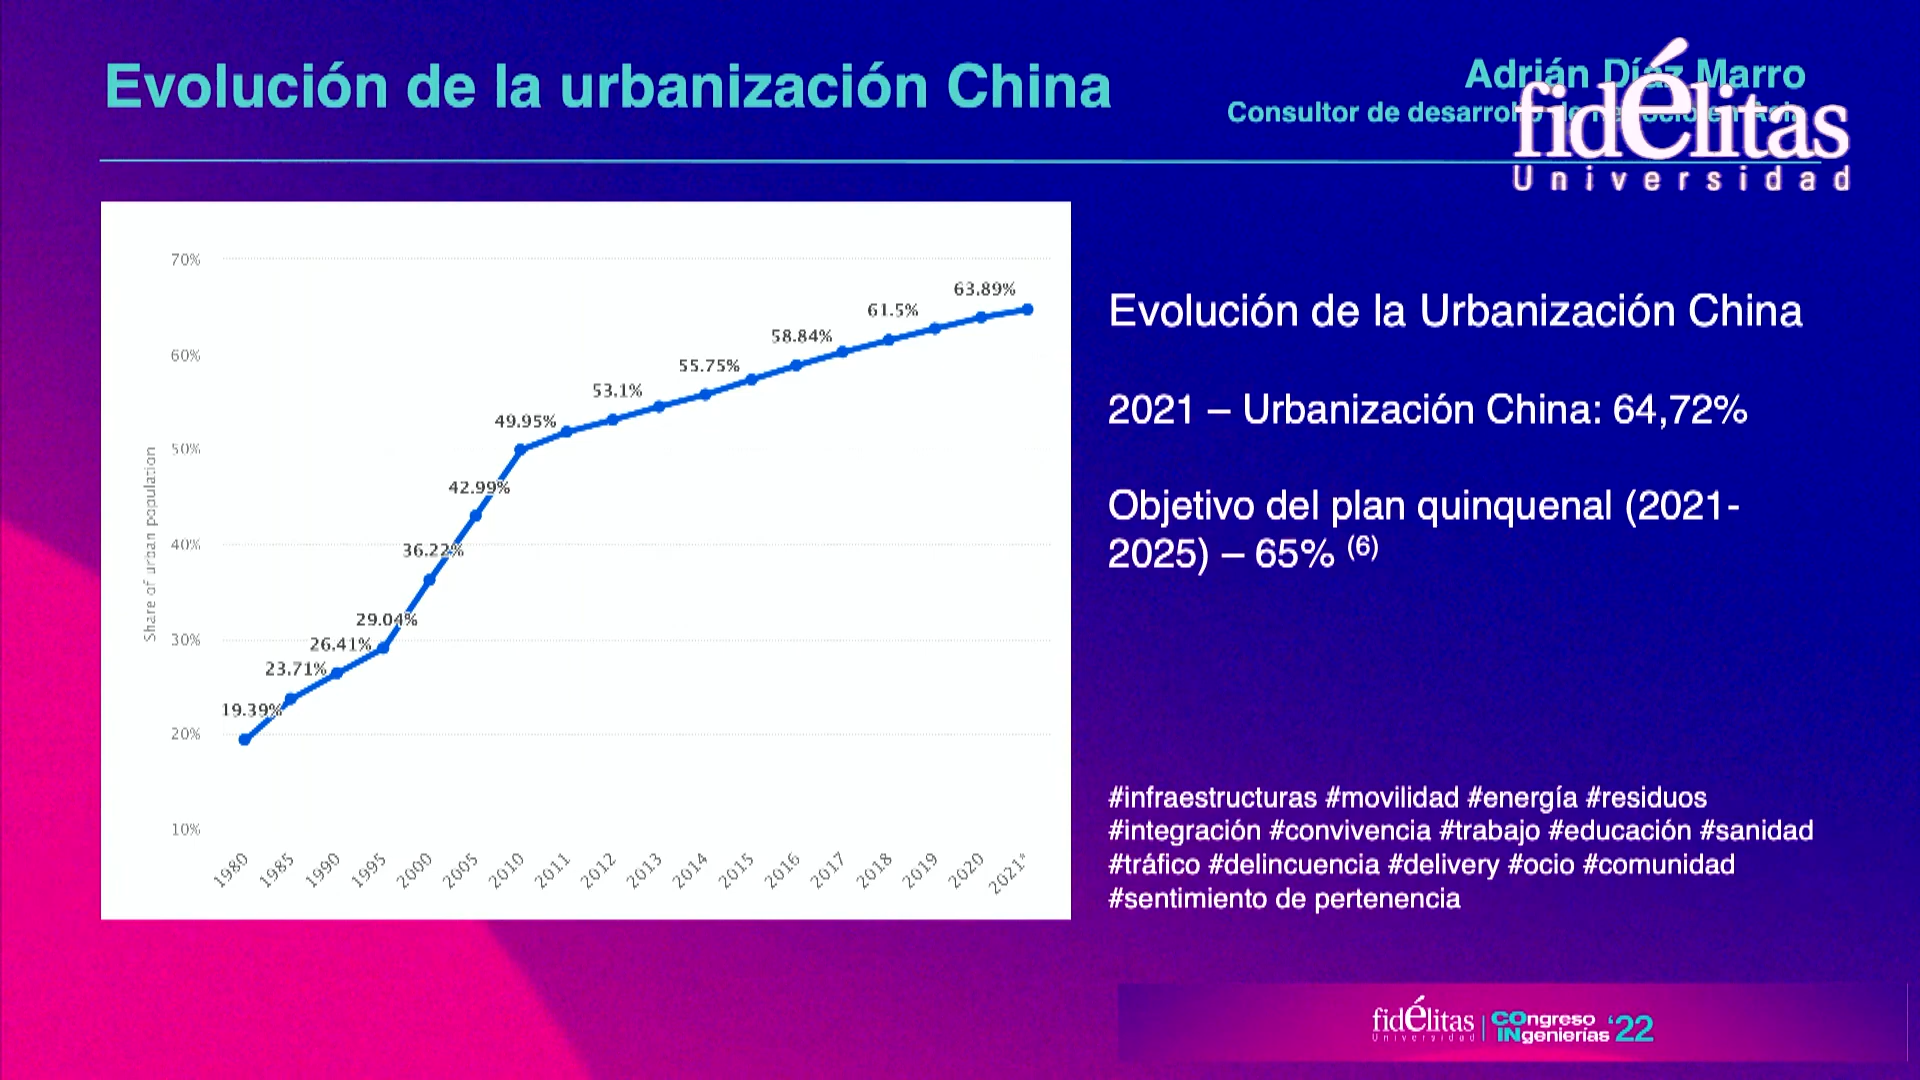 Evolución de la urbanización China
Adrián Díaz Marro
Consultor de desarrollo de negocio en Asia
fidélitas
Universidad
70%
60%
50%
40%
30%
20%
10%
Share of urban population
19.39%
23.71%
26.41%
29.04%
36.22%
42.99%
49.95%
53.1%
55.75%
58.84%
61.5%
63.89%
1980
1985
1990
1995
2000
2005
2010
2011
2012
2013
2014
2015
2016
2017
2018
2019
2020
2021*
Evolución de la Urbanización China
2021 – Urbanización China: 64,72%
Objetivo del plan quinquenal (2021-
2025) – 65% (6)
#infraestructuras #movilidad #energía #residuos
#integración #convivencia #trabajo #educación #sanidad
#tráfico #delincuencia #delivery #ocio #comunidad
#sentimiento de pertenencia
fidélitas
Universidad
COngreso
INgenierías '22